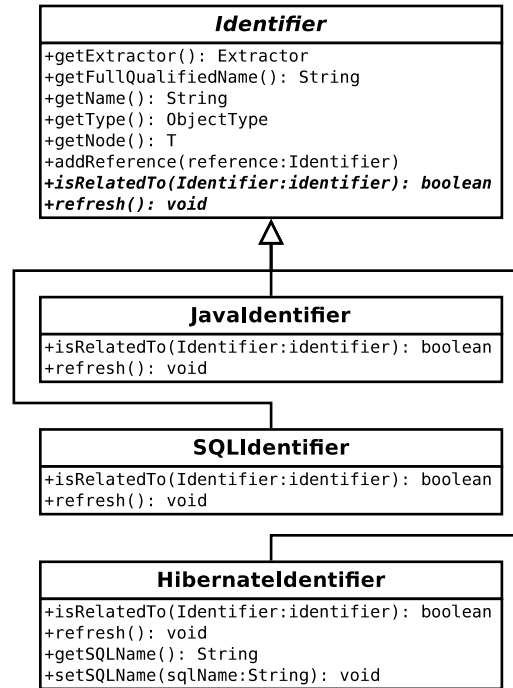 Identifier
+getExtractor(): Extractor
+getFullQualifiedName(): String
+getName(): String
+getType(): ObjectType
+getNode(): T
+addReference(reference:Identifier)
+isRelatedTo(Identifier:identifier): boolean
+refresh(): void
JavaIdentifier
+isRelatedTo(Identifier:identifier): boolean
+refresh(): void
SQLIdentifier
+isRelatedTo(Identifier:identifier): boolean
+refresh(): void
HibernateIdentifier
+isRelatedTo(Identifier:identifier): boolean
+refresh(): void
+getSQLName(): String
+setSQLName(sqlName:String): void